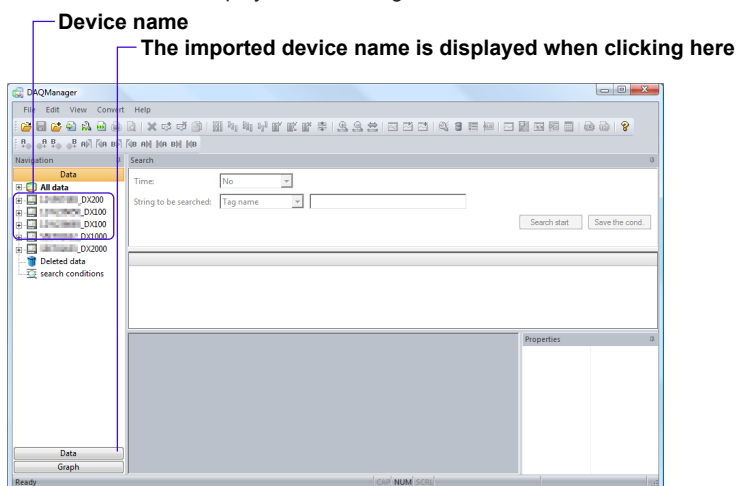 Device name
The imported device name is displayed when clicking here
DAQManager
File Edit View Convert Help
Navigation
Search
Data
All data
_DX200
_DX100
_DX100
_DX1000
_DX2000
Deleted data
search conditions
Time: No
String to be searched: Tag name
Search start Save the cond.
Properties
Data
Graph
Ready
CAP NUM SCRL